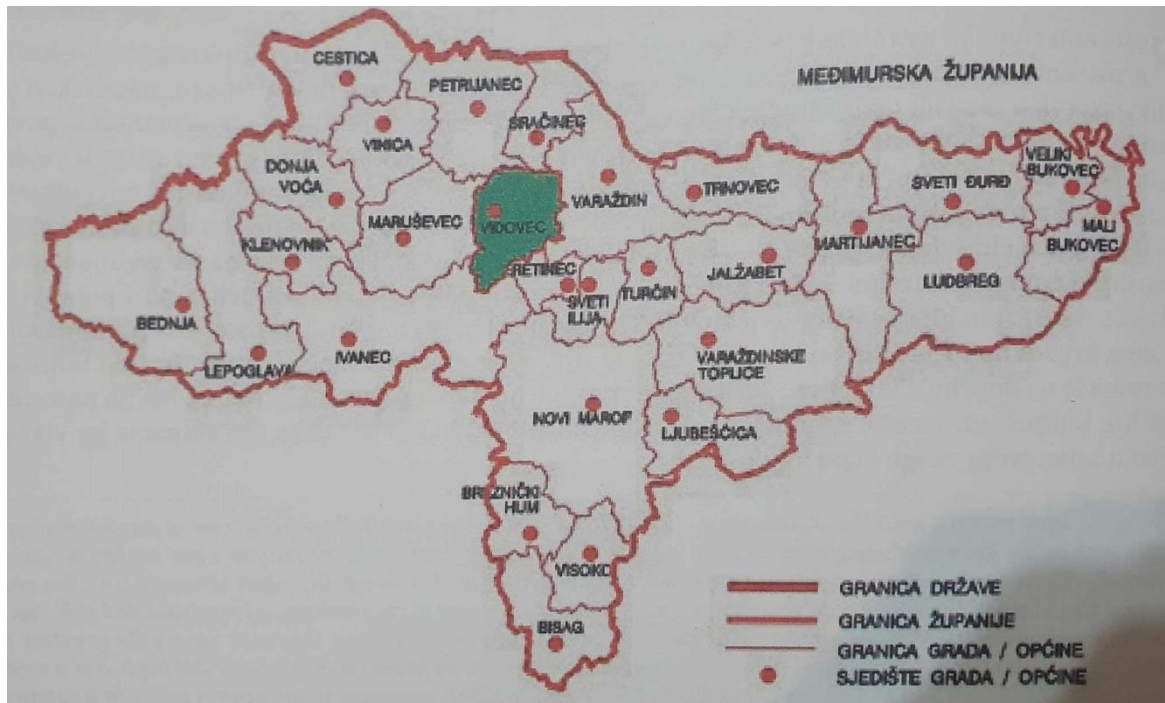 CESTICA
MEĐIMURSKA ŽUPANIJA
PETRIJANEC
SRAČINEC
VINICA
VELIKI
BUKOVEC
DONJA
VOĆA
TRNOVEC
SVETI ĐURĐ
VARAŽDIN
MARUŠEVEC
VIDOVEC
MALI
BUKOVEC
KLENOVNIK
MARTIJANEC
RETINEC
JALŽABET
LUDBREG
SVETI
ILIJA
TURČIN
BEDNJA
IVANEC
VARAŽDINSKE
TOPLICE
LEPOGLAVA
NOVI MAROF
LJUBEŠĆICA
BREZNIČKI
HUM
VISOKO
GRANICA DRŽAVE
GRANICA ŽUPANIJE
BISAG
GRANICA GRADA / OPĆINE
SJEDIŠTE GRADA / OPĆINE